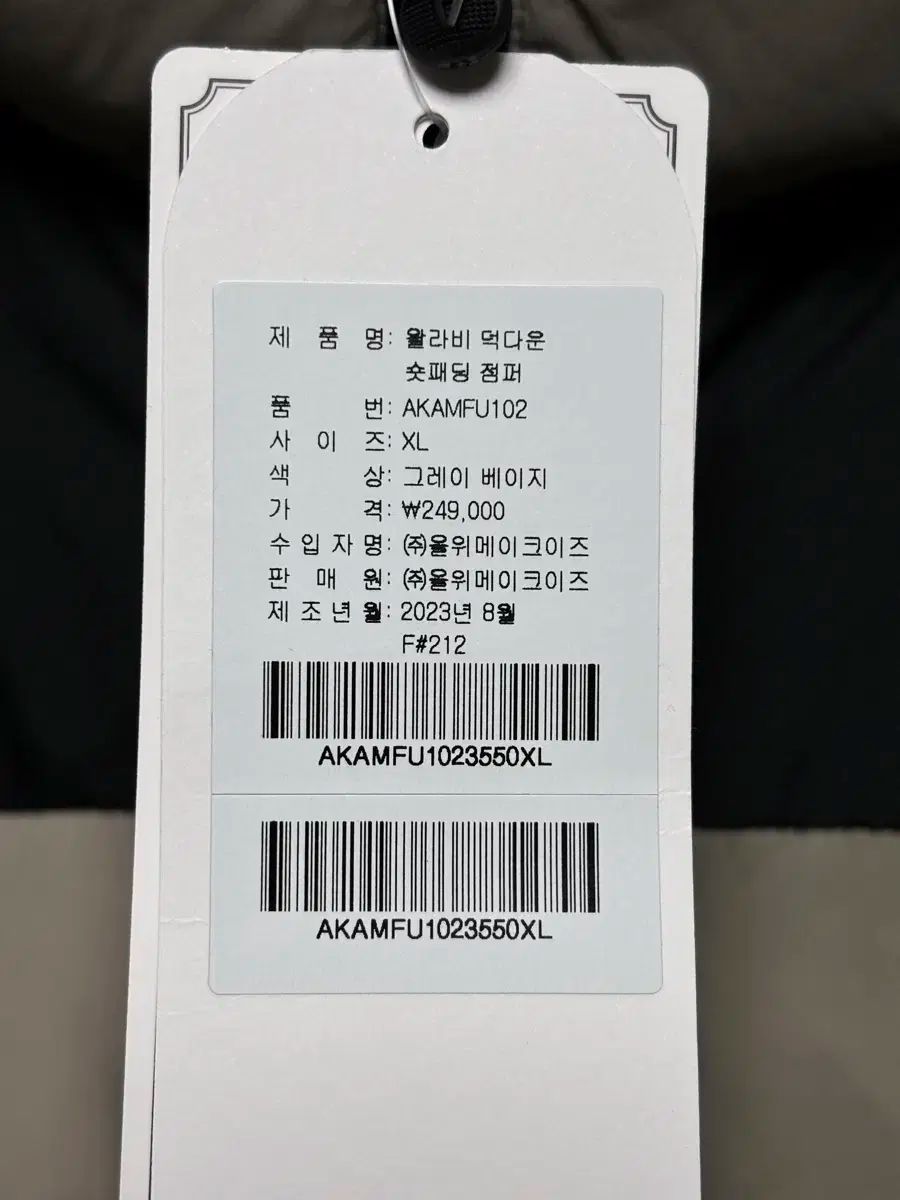 제 품 명: 왈라비 덕다운
숏패딩 점퍼
품 번: AKAMFU102
사 이 즈: XL
색 상: 그레이 베이지
가 격: ₩249,000
수 입 자 명: ㈜올위메이크이즈
판 매 원: ㈜올위메이크이즈
제 조 년 월: 2023년 8월
F#212
AKAMFU1023550XL
AKAMFU1023550XL